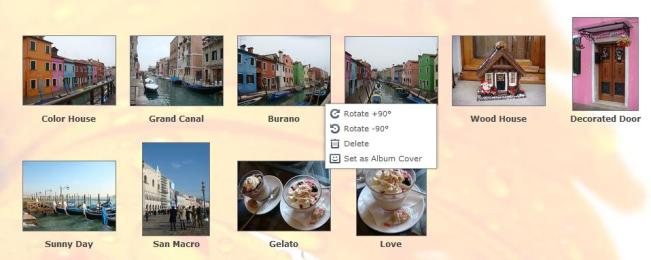 Color House
Grand Canal
Burano
Wood House
Decorated Door
Rotate +90°
Rotate -90°
Delete
Set as Album Cover
Sunny Day
San Macro
Gelato
Love